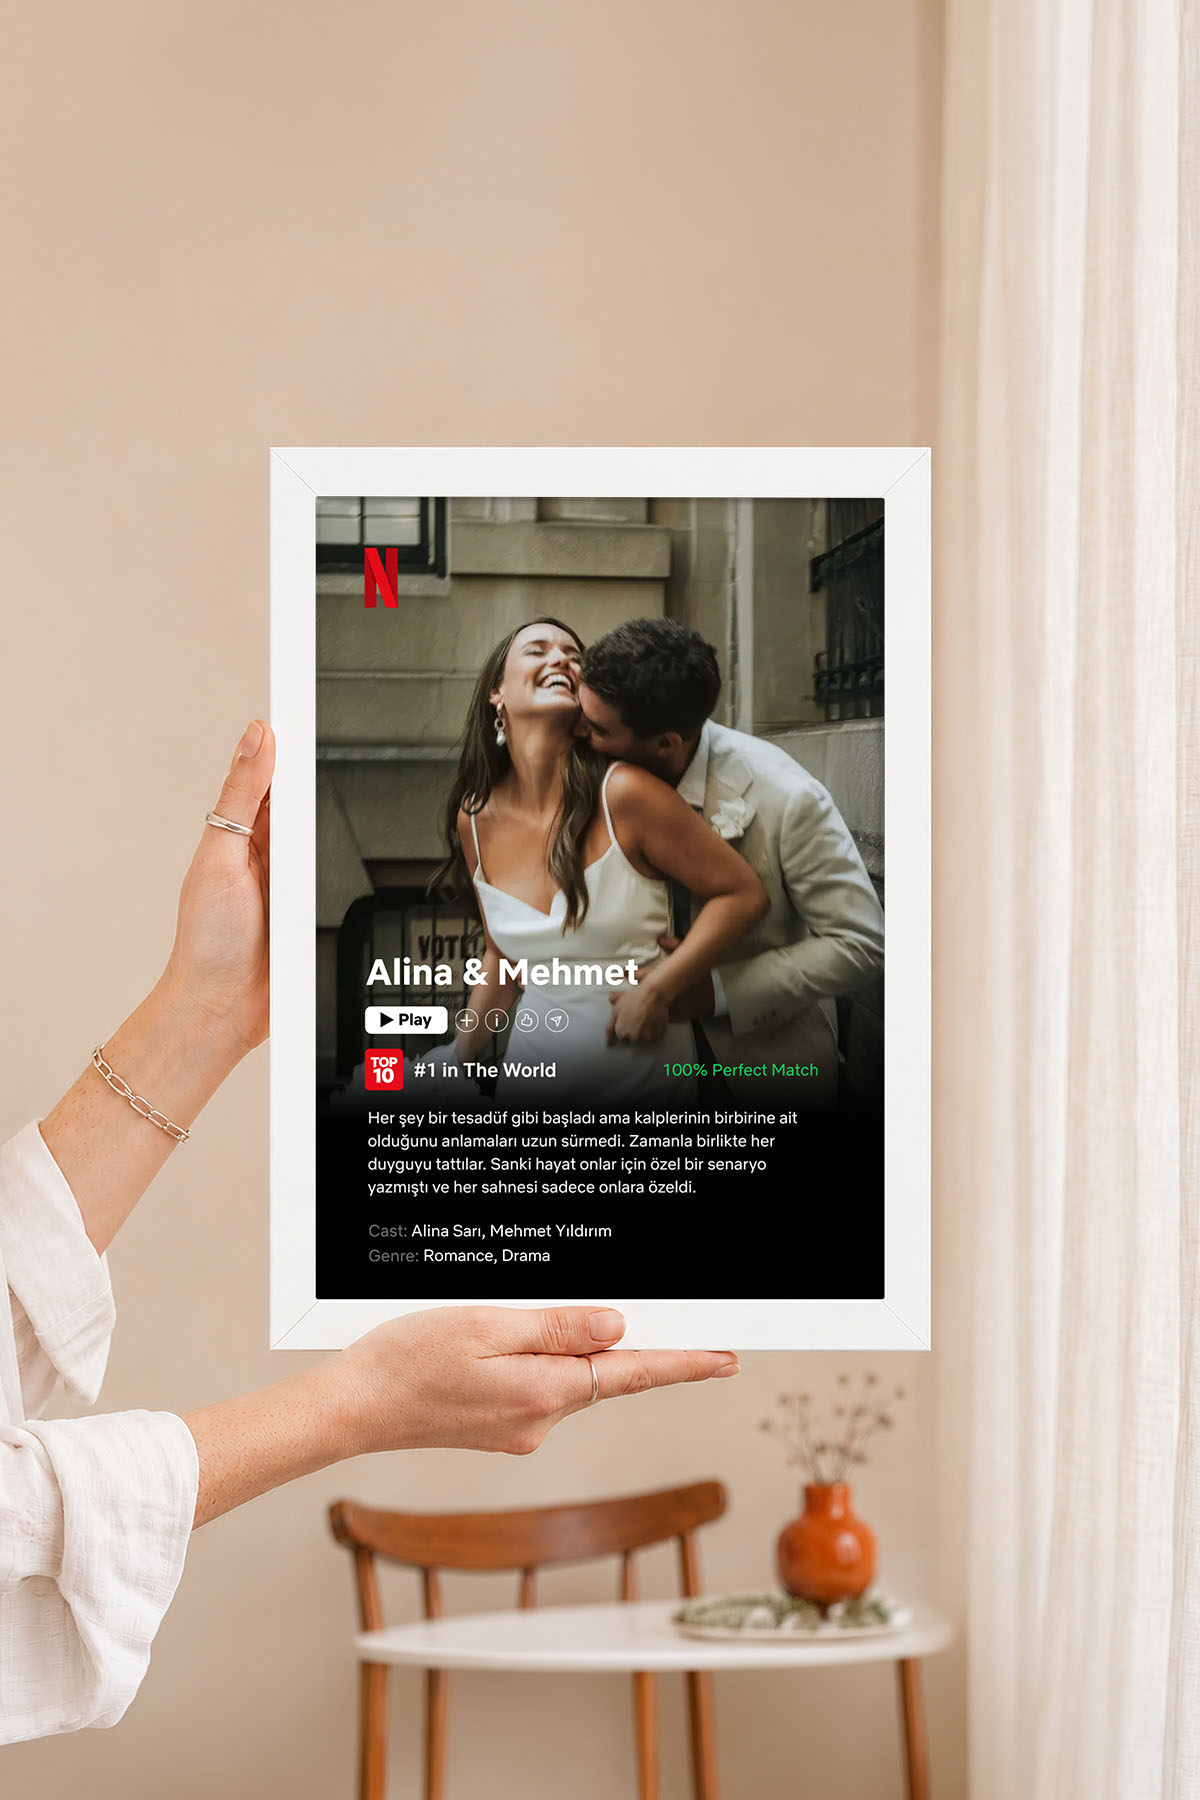 N
VOTE
Alina & Mehmet
Play
TOP 10
#1 in The World
100% Perfect Match
Her şey bir tesadüf gibi başladı ama kalplerinin birbirine ait
olduğunu anlamaları uzun sürmedi. Zamanla birlikte her
duyguyu tattılar. Sanki hayat onlar için özel bir senaryo
yazmıştı ve her sahnesi sadece onlara özeldi.
Cast: Alina Sarı, Mehmet Yıldırım
Genre: Romance, Drama